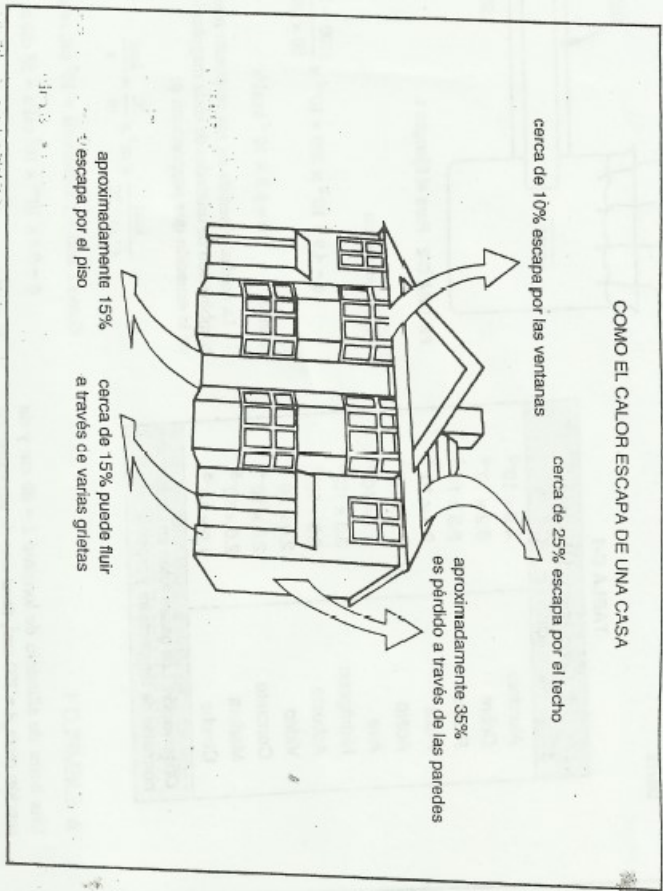 COMO EL CALOR ESCAPA DE UNA CASA
cerca de 10% escapa por las ventanas
cerca de 25% escapa por el techo
aproximadamente 35%
es pérdido a través de las paredes
aproximadamente 15%
escapa por el piso
cerca de 15% puede fluir
a través de varias grietas